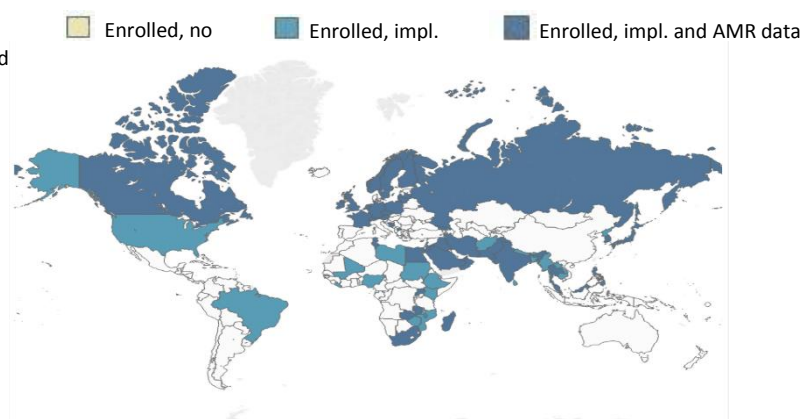 Enrolled, no
Enrolled, impl.
Enrolled, impl. and AMR data
d